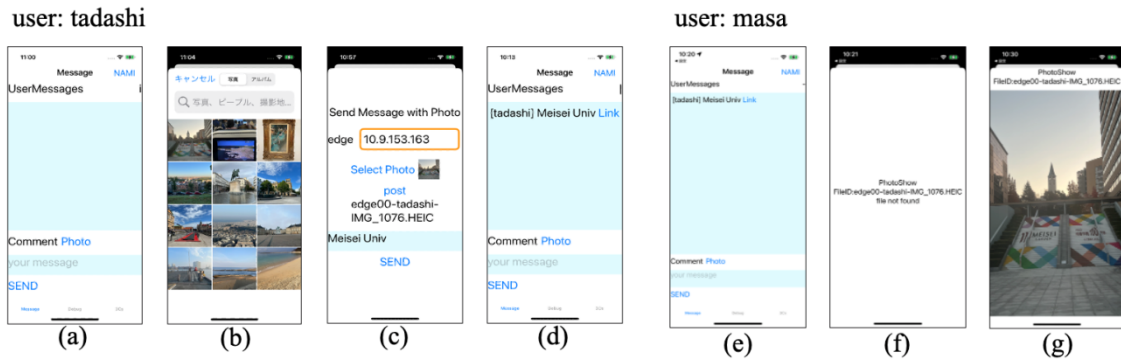 user: tadashi
user: masa
11:03
Message NAMI
UserMessages
Comment Photo
your message
SEND
Message Debug
11:04
キャンセル 写真 アルバム
写真、ピープル、撮影地...
10:57
Send Message with Photo
edge 10.9.153.163
Select Photo
post
edge00-tadashi-
IMG_1076.HEIC
Meisei Univ
SEND
10:13
Message NAMI
UserMessages
[tadashi] Meisei Univ Link
Comment Photo
your message
SEND
Message Debug
10:20
Message NAMI
UserMessages
[tadashi] Meisei Univ Link
Comment Photo
your message
SEND
10:21
PhotoShow
FileID:edge00-tadashi-IMG_1076.HEIC
file not found
10:30
PhotoShow
FileID:edge00-tadashi-IMG_1076.HEIC
MEISEI
(a)
(b)
(c)
(d)
(e)
(f)
(g)